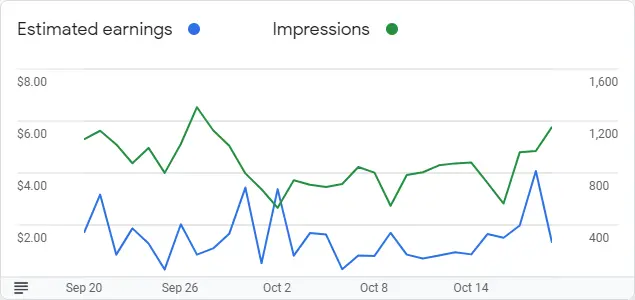 Estimated earnings Impressions
$8.00 1,600
$6.00 1,200
$4.00 800
$2.00 400
Sep 20 Sep 26 Oct 2 Oct 8 Oct 14